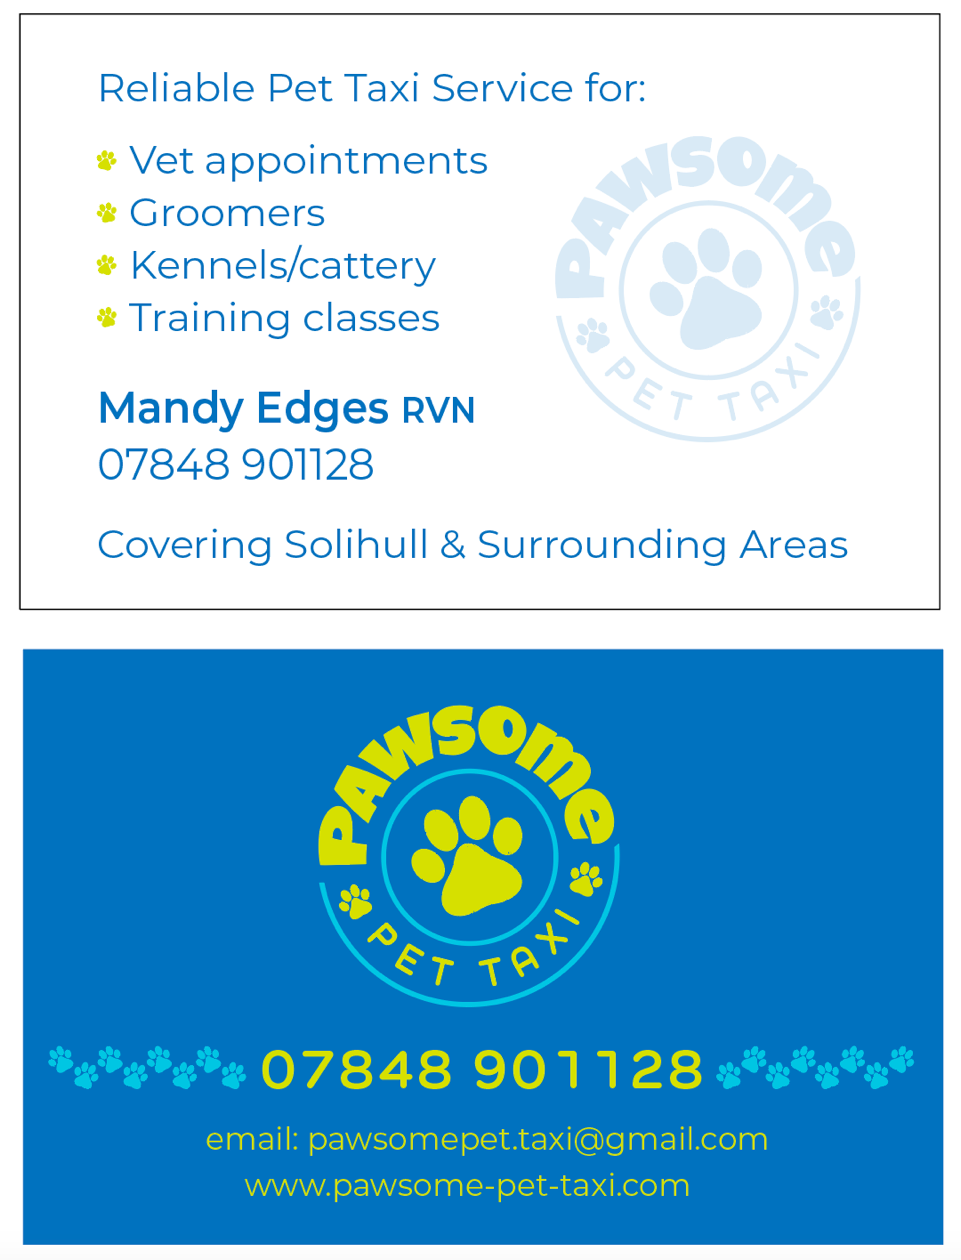 Reliable Pet Taxi Service for:
Vet appointments
Groomers
Kennels/cattery
Training classes
PAWSOMe
PET TAXI
Mandy Edges RVN
07848 901128
Covering Solihull & Surrounding Areas
PAWSOMe
PET TAXI
07848 901128
email: pawsomepet.taxi@gmail.com
www.pawsome-pet-taxi.com